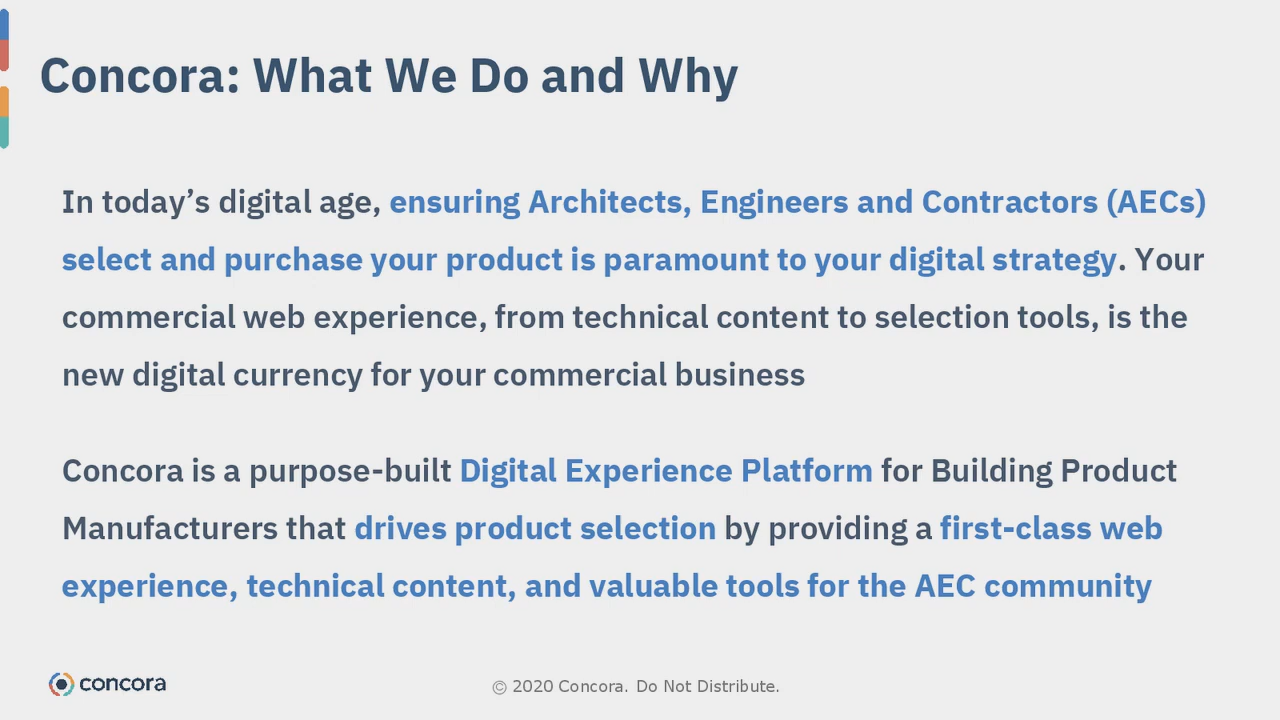 Concora: What We Do and Why
In today’s digital age, ensuring Architects, Engineers and Contractors (AECs)
select and purchase your product is paramount to your digital strategy. Your
commercial web experience, from technical content to selection tools, is the
new digital currency for your commercial business
Concora is a purpose-built Digital Experience Platform for Building Product
Manufacturers that drives product selection by providing a first-class web
experience, technical content, and valuable tools for the AEC community
concora
© 2020 Concora. Do Not Distribute.